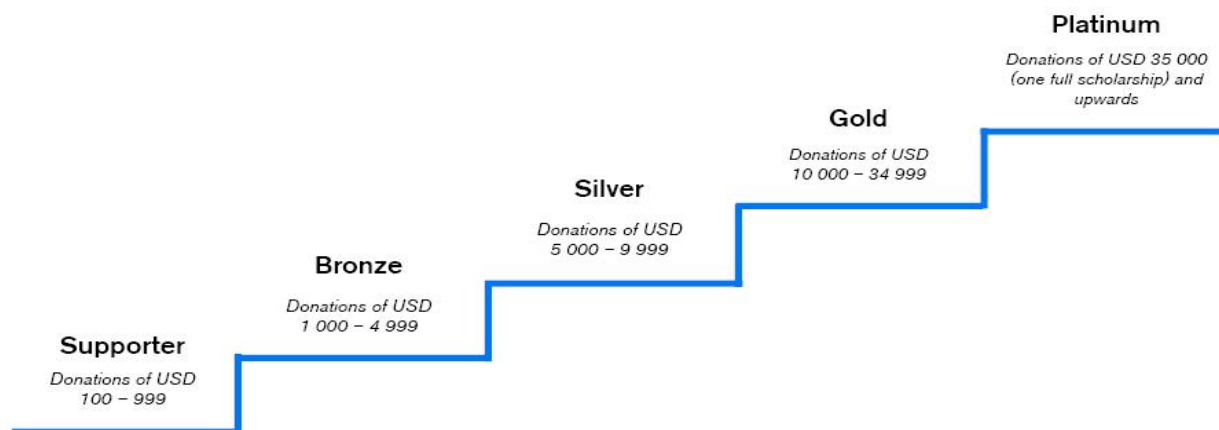 Platinum
Donations of USD 35 000
(one full scholarship) and
upwards
Gold
Donations of USD
10 000 – 34 999
Silver
Donations of USD
5 000 – 9 999
Bronze
Donations of USD
1 000 – 4 999
Supporter
Donations of USD
100 – 999